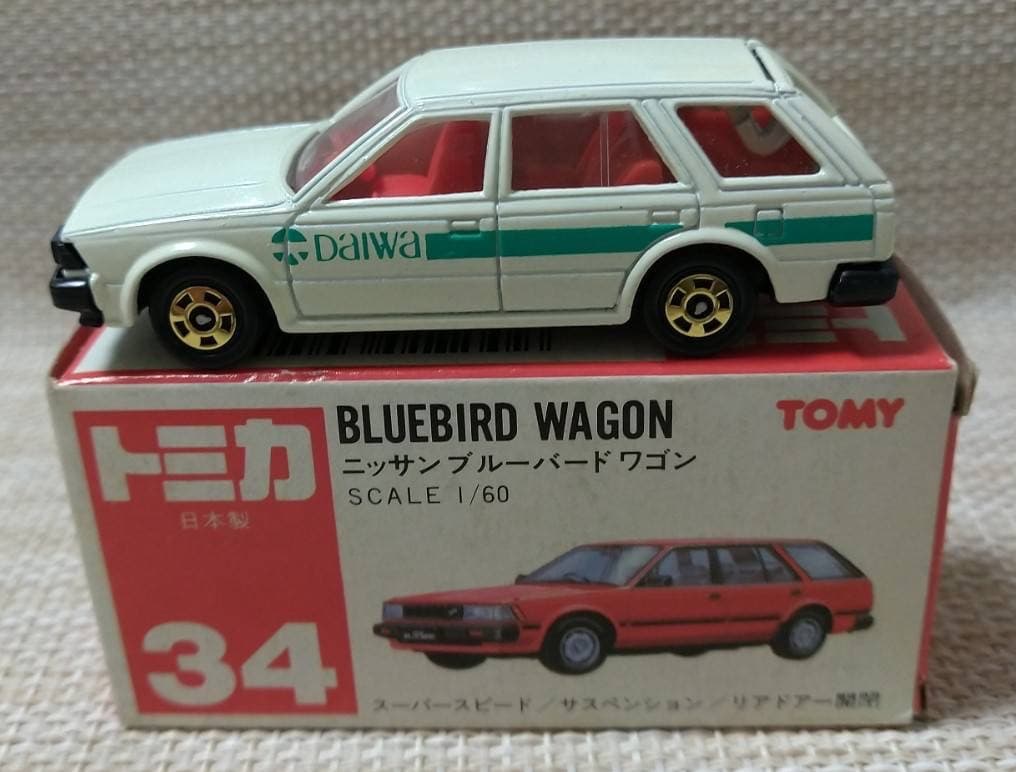 Daiwa
トミカ
日本製
34
BLUEBIRD WAGON
ニッサン ブルーバード ワゴン
SCALE 1/60
TOMY
スーパースピード/サスペンション/リアドアー開閉